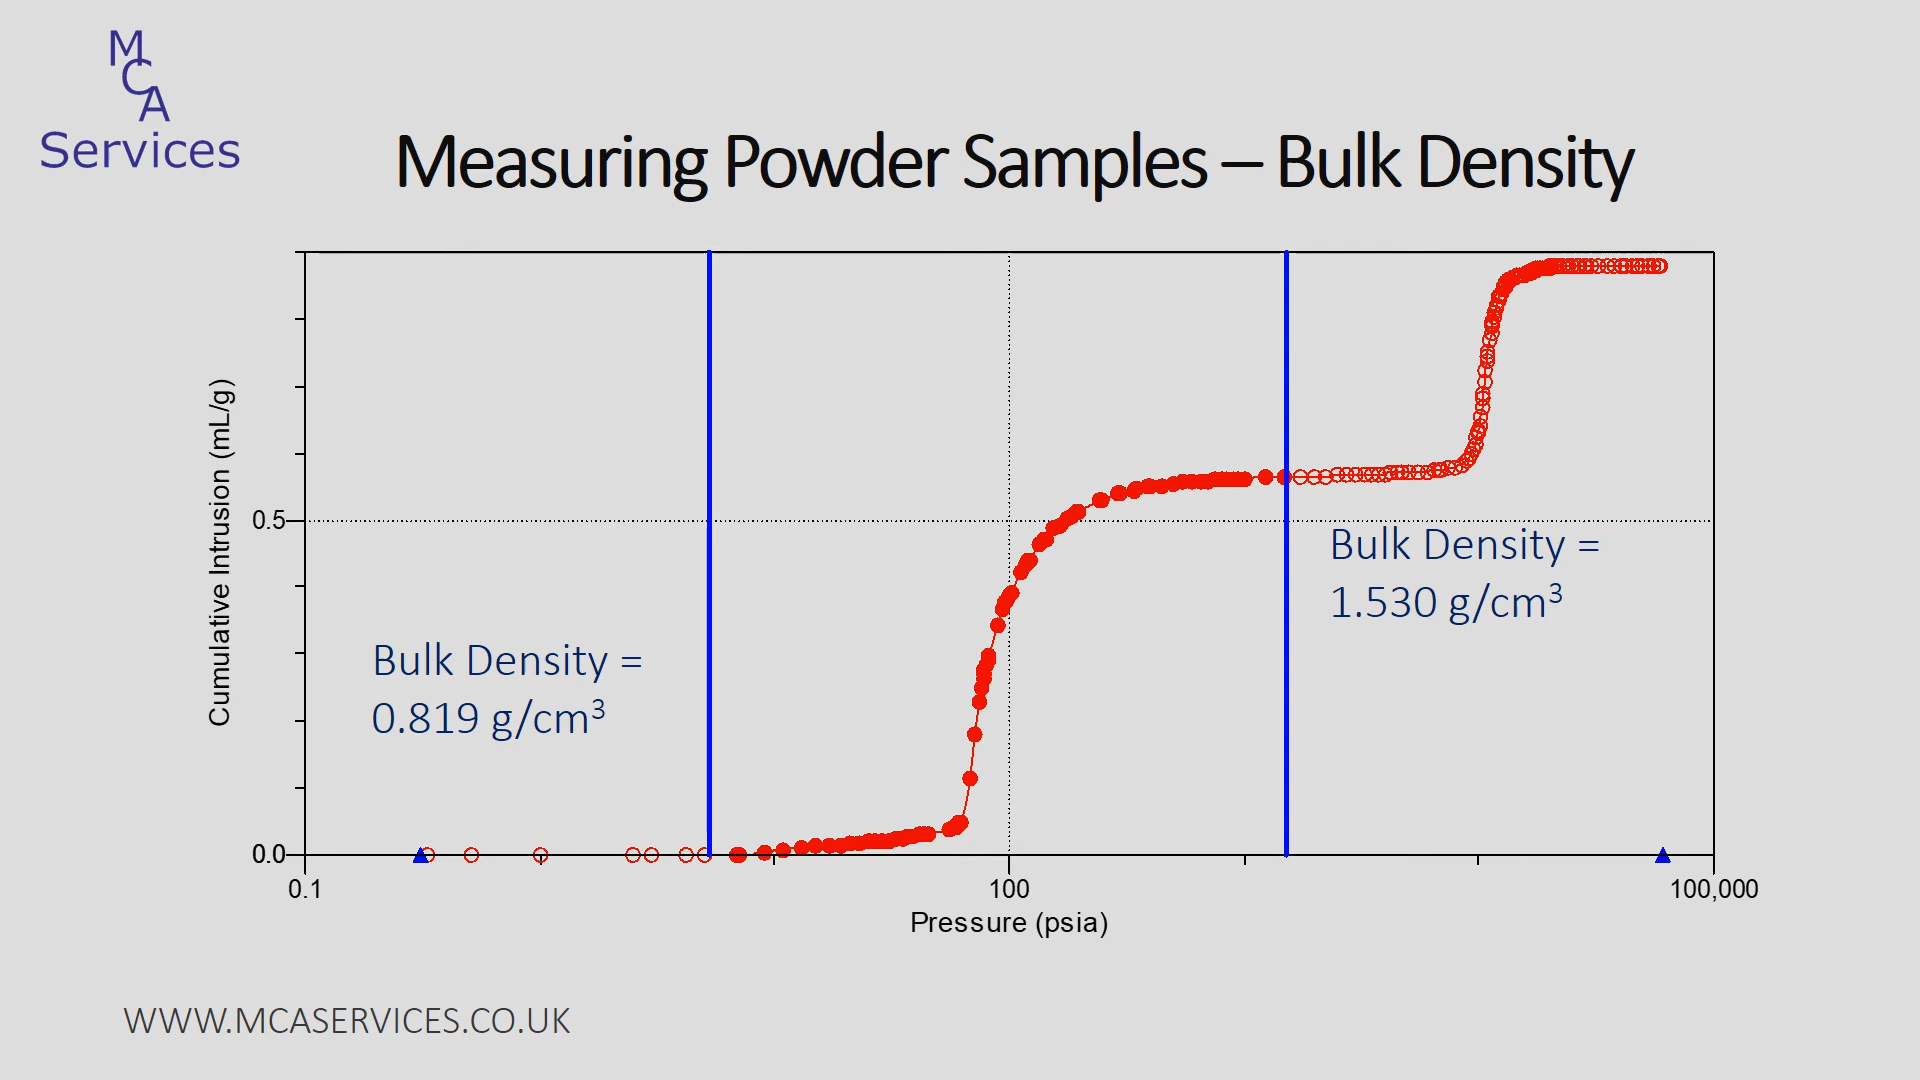 M
C
A
Services
Measuring Powder Samples – Bulk Density
Cumulative Intrusion (mL/g)
0.5
0.0
Bulk Density =
0.819 g/cm³
Bulk Density =
1.530 g/cm³
0.1
100
100,000
Pressure (psia)
WWW.MCASERVICES.CO.UK